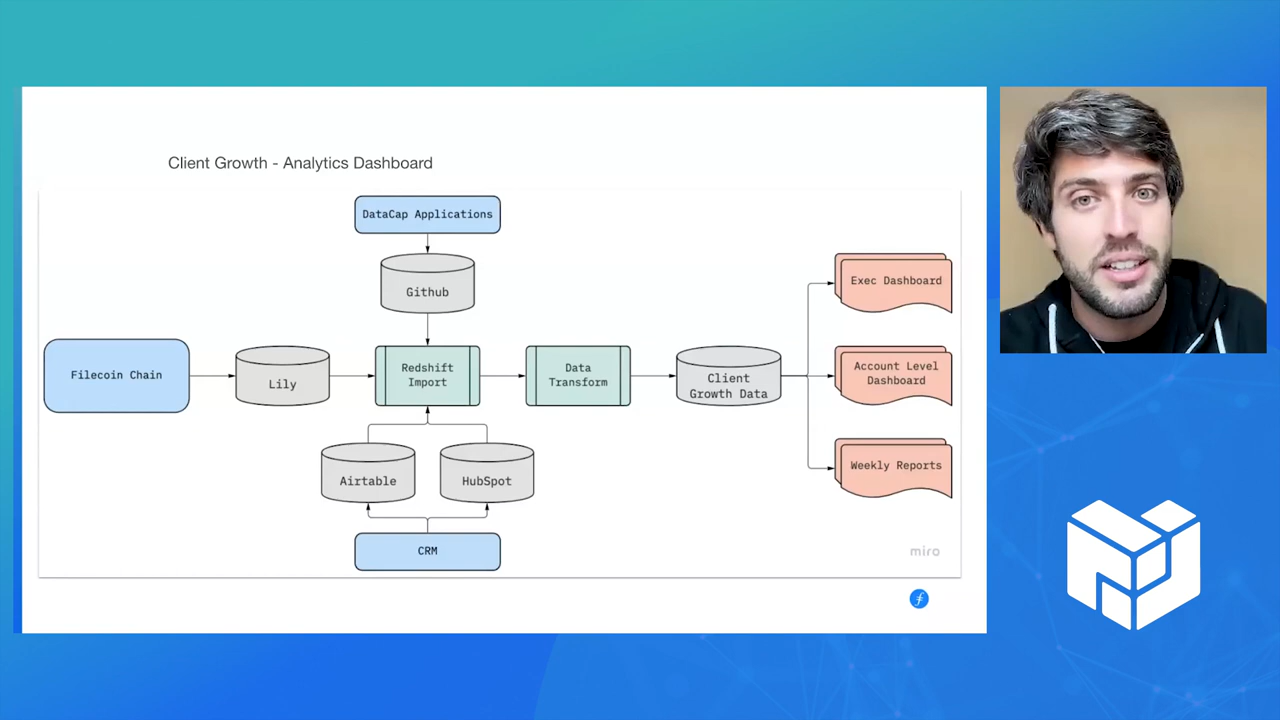 Client Growth - Analytics Dashboard
DataCap Applications
Github
Filecoin Chain
Lily
Redshift
Import
Data
Transform
Client
Growth Data
Exec Dashboard
Account Level
Dashboard
Weekly Reports
Airtable
HubSpot
CRM
miro